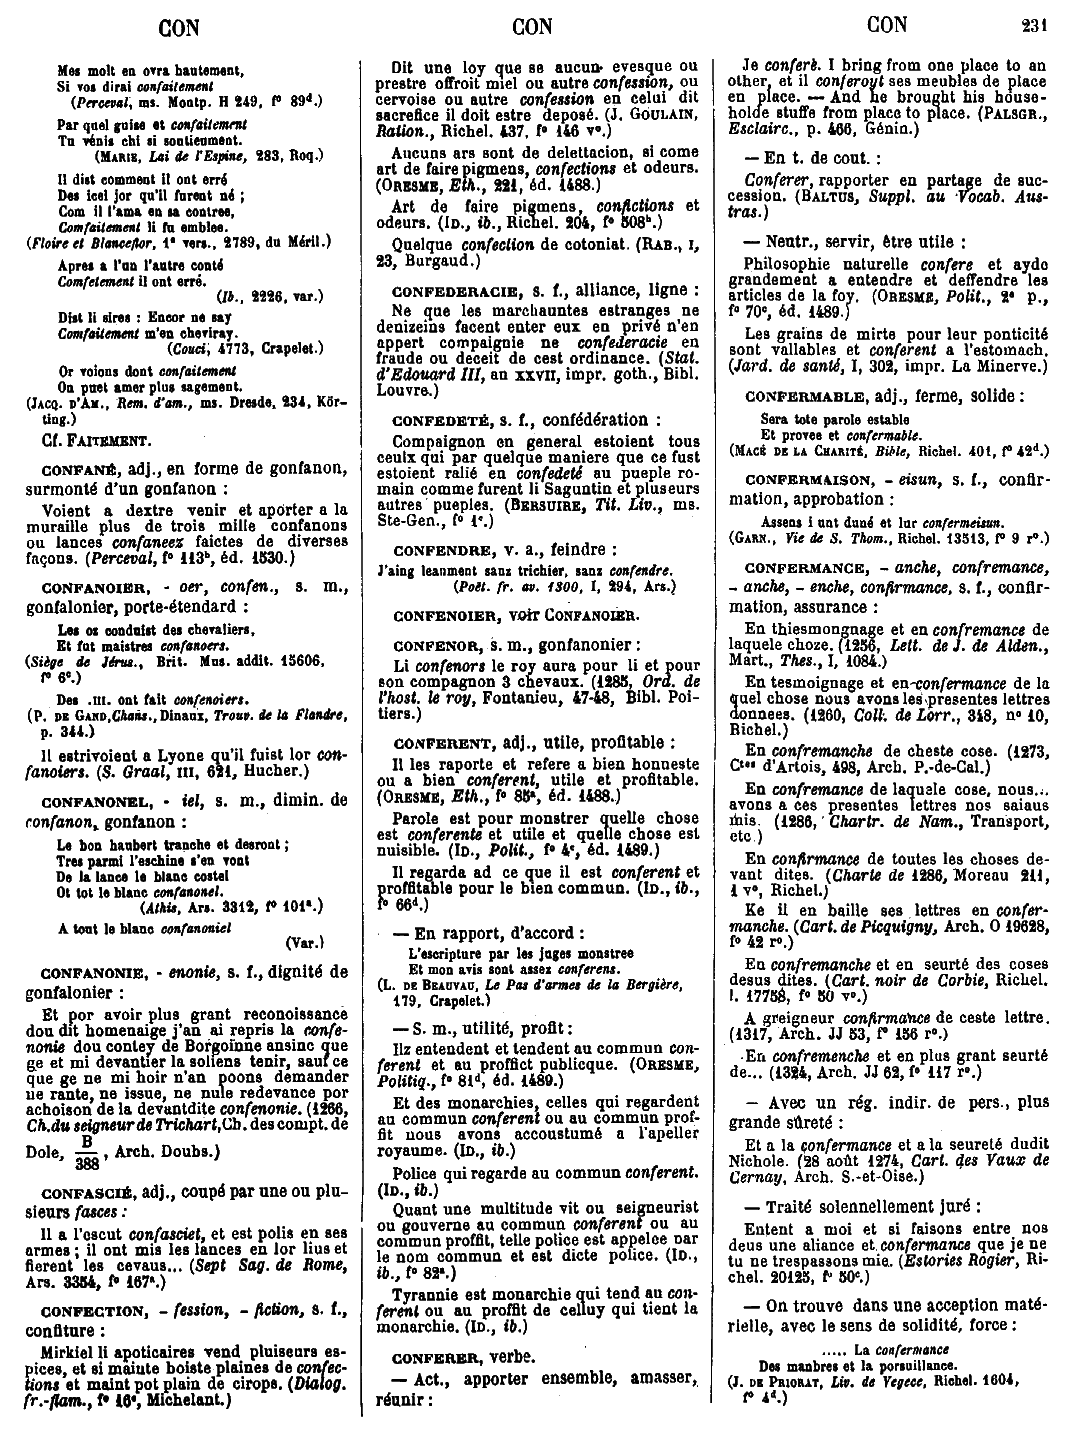 CON
Mes molt en ovra hautement,
Si vos dirai confaitement
(Perceval, ms. Montp. H 249, f° 89d.)
Par quel guise et confaitement
Tu vénis chi si soutieument.
(MARIE, Lai de l'Espine, 283, Roq.)
Il dist comment il ont erré
Des icel jor qu'il furent né ;
Com il l'ama en sa contree,
Comfaitement li fu emblee.
(Floire et Blanceflor, 1e vers., 2789, du Méril.)
Apres a l'un l'autre conté
Comfetement il ont erré.
(Ib., 2226, var.)
Dist li sires : Encor ne say
Comfaitement m'en cheviray.
(Couci, 4773, Crapelet.)
Or voions dont confaitement
On puet amer plus sagement.
(JACQ. D'AM., Rem. d'am., ms. Dresde, 234, Kör-
ting.)
Cf. FAITEMENT.
CONFANÉ, adj., en forme de gonfanon,
surmonté d'un gonfanon :
Voient a dextre venir et aporter a la
muraille plus de trois mille confanons
ou lances confaneez faictes de diverses
façons. (Perceval, f° 113b, éd. 1530.)
CONFANOIER, - oer, confen., s. m.,
gonfalonier, porte-étendard :
Les oz conduist des chevaliers,
Et fut maistres confanoers.
(Siège de Jérus., Brit. Mus. addit. 15606,
f° 6c.)
Des .III. ont fait confenoiers.
(P. DE GAND, Chans., Dinaux, Trouv. de la Flandre,
p. 344.)
Il estrivoient a Lyone qu'il fuist lor con-
fanoiers. (S. Graal, III, 621, Hucher.)
CONFANONEL, - iel, s. m., dimin. de
confanon, gonfanon :
Le bon haubert tranche et desront ;
Tres parmi l'eschine s'en vont
De la lance le blanc costel
Ot tot le blanc confanonel.
(Athis, Ars. 3312, f° 101a.)
A tout le blanc confanoniel
(Var.)
CONFANONIE, - enonie, s. f., dignité de
gonfalonier :
Et por avoir plus grant reconoissance
dou dit homenaige j'an ai repris la confe-
nonie dou contey de Borgoinne ansinc que
ge et mi devantier la soliens tenir, sauf ce
que ge ne mi hoir n'an poons demander
ne rante, ne issue, ne nule redevance por
achoison de la devantdite confenonie. (1266,
Ch. du seigneur de Trichart, Ch. des compt. de
Dole, B/388, Arch. Doubs.)
CONFASCIÉ, adj., coupé par une ou plu-
sieurs fasces :
Il a l'escut confasciet, et est polis en ses
armes ; il ont mis les lances en lor lius et
fierent les cevaus... (Sept Sag. de Rome,
Ars. 3354, f° 167a.)
CONFECTION, - fession, - fiction, s. f.,
confiture :
Mirkiel li apoticaires vend pluiseurs es-
pices, et si maiute boiste plaines de confec-
tions et maint pot plain de cirops. (Dialog.
fr.-flam., f° 16c, Michelant.)
CON
Dit une loy que se aucun evesque ou
prestre offroit miel ou autre confession, ou
cervoise ou autre confession en celui dit
sacrefice il doit estre deposé. (J. GOULAIN,
Ration., Richel. 437, f° 146 v°.)
Aucuns ars sont de delettacion, si come
art de faire pigmens, confections et odeurs.
(ORESME, Eth., 221, éd. 1488.)
Art de faire pigmens, confictions et
odeurs. (ID., ib., Richel. 204, f° 508b.)
Quelque confection de cotoniat. (RAB., I,
23, Burgaud.)
CONFEDERACIE, s. f., alliance, ligne :
Ne que les marchauntes estranges ne
denizeins facent enter eux en privé n'en
appert compaignie ne confederacie en
fraude ou deceit de cest ordinance. (Stat.
d'Edouard III, an XXVII, impr. goth., Bibl.
Louvre.)
CONFEDETÉ, s. f., confédération :
Compaignon en general estoient tous
ceulx qui par quelque maniere que ce fust
estoient ralié en confedeté au pueple ro-
main comme furent li Saguntin et pluseurs
autres pueples. (BERSUIRE, Tit. Liv., ms.
Ste-Gen., f° 1c.)
CONFENDRE, v. a., feindre :
J'aing leanment sanz trichier, sanz confendre.
(Poët. fr. av. 1300, I, 294, Ars.)
CONFENOIER, voir CONFANOIER.
CONFENOR, s. m., gonfanonier :
Li confenors le roy aura pour li et pour
son compagnon 3 chevaux. (1285, Ord. de
l'host. le roy, Fontanieu, 47-48, Bibl. Poi-
tiers.)
CONFERENT, adj., utile, profitable :
Il les raporte et refere a bien honneste
ou a bien conferent, utile et profitable.
(ORESME, Eth., f° 85a, éd. 1488.)
Parole est pour monstrer quelle chose
est conferente et utile et quelle chose est
nuisible. (ID., Polit., f° 4c, éd. 1489.)
Il regarda ad ce que il est conferent et
proffitable pour le bien commun. (ID., ib.,
f° 66d.)
— En rapport, d'accord :
L'escripture par les juges monstree
Et mon avis sont assez conferens.
(L. DE BEAUVAU, Le Pas d'armes de la Bergière,
179, Crapelet.)
— S. m., utilité, profit :
Ilz entendent et tendent au commun con-
ferent et au proffict publicque. (ORESME,
Politiq., f° 81d, éd. 1489.)
Et des monarchies, celles qui regardent
au commun conferent ou au commun prof-
fit nous avons accoustumé a l'apeller
royaume. (ID., ib.)
Police qui regarde au commun conferent.
(ID., ib.)
Quant une multitude vit ou seigneurist
ou gouverne au commun conferent ou au
commun proffit, telle police est appelee par
le nom commun et est dicte police. (ID.,
ib., f° 82a.)
Tyrannie est monarchie qui tend au con-
ferent ou au proffit de celluy qui tient la
monarchie. (ID., ib.)
CONFERER, verbe.
— Act., apporter ensemble, amasser,
réunir :
CON 231
Je conferè. I bring from one place to an
other, et il conferoyt ses meubles de place
en place. — And he brought his house-
holde stuffe from place to place. (PALSGR.,
Esclairc., p. 466, Génin.)
— En t. de cout. :
Conferer, rapporter en partage de suc-
cession. (BALTUS, Suppl. au Vocab. Aus-
tras.)
— Neutr., servir, être utile :
Philosophie naturelle confere et ayde
grandement a entendre et deffendre les
articles de la foy. (ORESME, Polit., 2e p.,
f° 70c, éd. 1489.)
Les grains de mirte pour leur ponticité
sont vallables et conferent a l'estomach.
(Jard. de santé, I, 302, impr. La Minerve.)
CONFERMABLE, adj., ferme, solide :
Sera tote parole estable
Et provee et confermable.
(MACÉ DE LA CHARITÉ, Bible, Richel. 401, f° 42d.)
CONFERMAISON, - eisun, s. f., confir-
mation, approbation :
Assens i unt duné et lur confermeisun.
(GARN., Vie de S. Thom., Richel. 13513, f° 9 r°.)
CONFERMANCE, - anche, confremance,
- anche, - enche, confirmance, s. f., confir-
mation, assurance :
En thiesmongnage et en confremance de
laquele choze. (1256, Lett. de J. de Alden.,
Mart., Thes., I, 1084.)
En tesmoignage et en confermance de la
quel chose nous avons les presentes lettres
donnees. (1260, Coll. de Lorr., 348, n° 10,
Richel.)
En confremanche de cheste cose. (1273,
Ctes d'Artois, 498, Arch. P.-de-Cal.)
En confremance de laquele cose, nous...
avons a ces presentes lettres nos saiaus
mis. (1286, Chartr. de Nam., Transport,
etc.)
En confirmance de toutes les choses de-
vant dites. (Charte de 1286, Moreau 211,
1 v°, Richel.)
Ke il en baille ses lettres en confer-
manche. (Cart. de Picquigny, Arch. O 19628,
f° 42 r°.)
En confremanche et en seurté des coses
desus dites. (Cart. noir de Corbie, Richel.
l. 17758, f° 50 v°.)
A greigneur confirmance de ceste lettre.
(1317, Arch. JJ 53, f° 156 r°.)
En confremenche et en plus grant seurté
de... (1324, Arch. JJ 62, f° 117 r°.)
— Avec un rég. indir. de pers., plus
grande sûreté :
Et a la confermance et a la seureté dudit
Nichole. (28 août 1274, Cart. des Vaux de
Cernay, Arch. S.-et-Oise.)
— Traité solennellement juré :
Entent a moi et si faisons entre nos
deus une aliance et confermance que je ne
tu ne trespassons mie. (Estories Rogier, Ri-
chel. 20125, f° 50c.)
— On trouve dans une acception maté-
rielle, avec le sens de solidité, force :
..... La confermance
Des manbres et la porsuillance.
(J. DE PRIORAT, Liv. de Vegece, Richel. 1604,
f° 4d.)